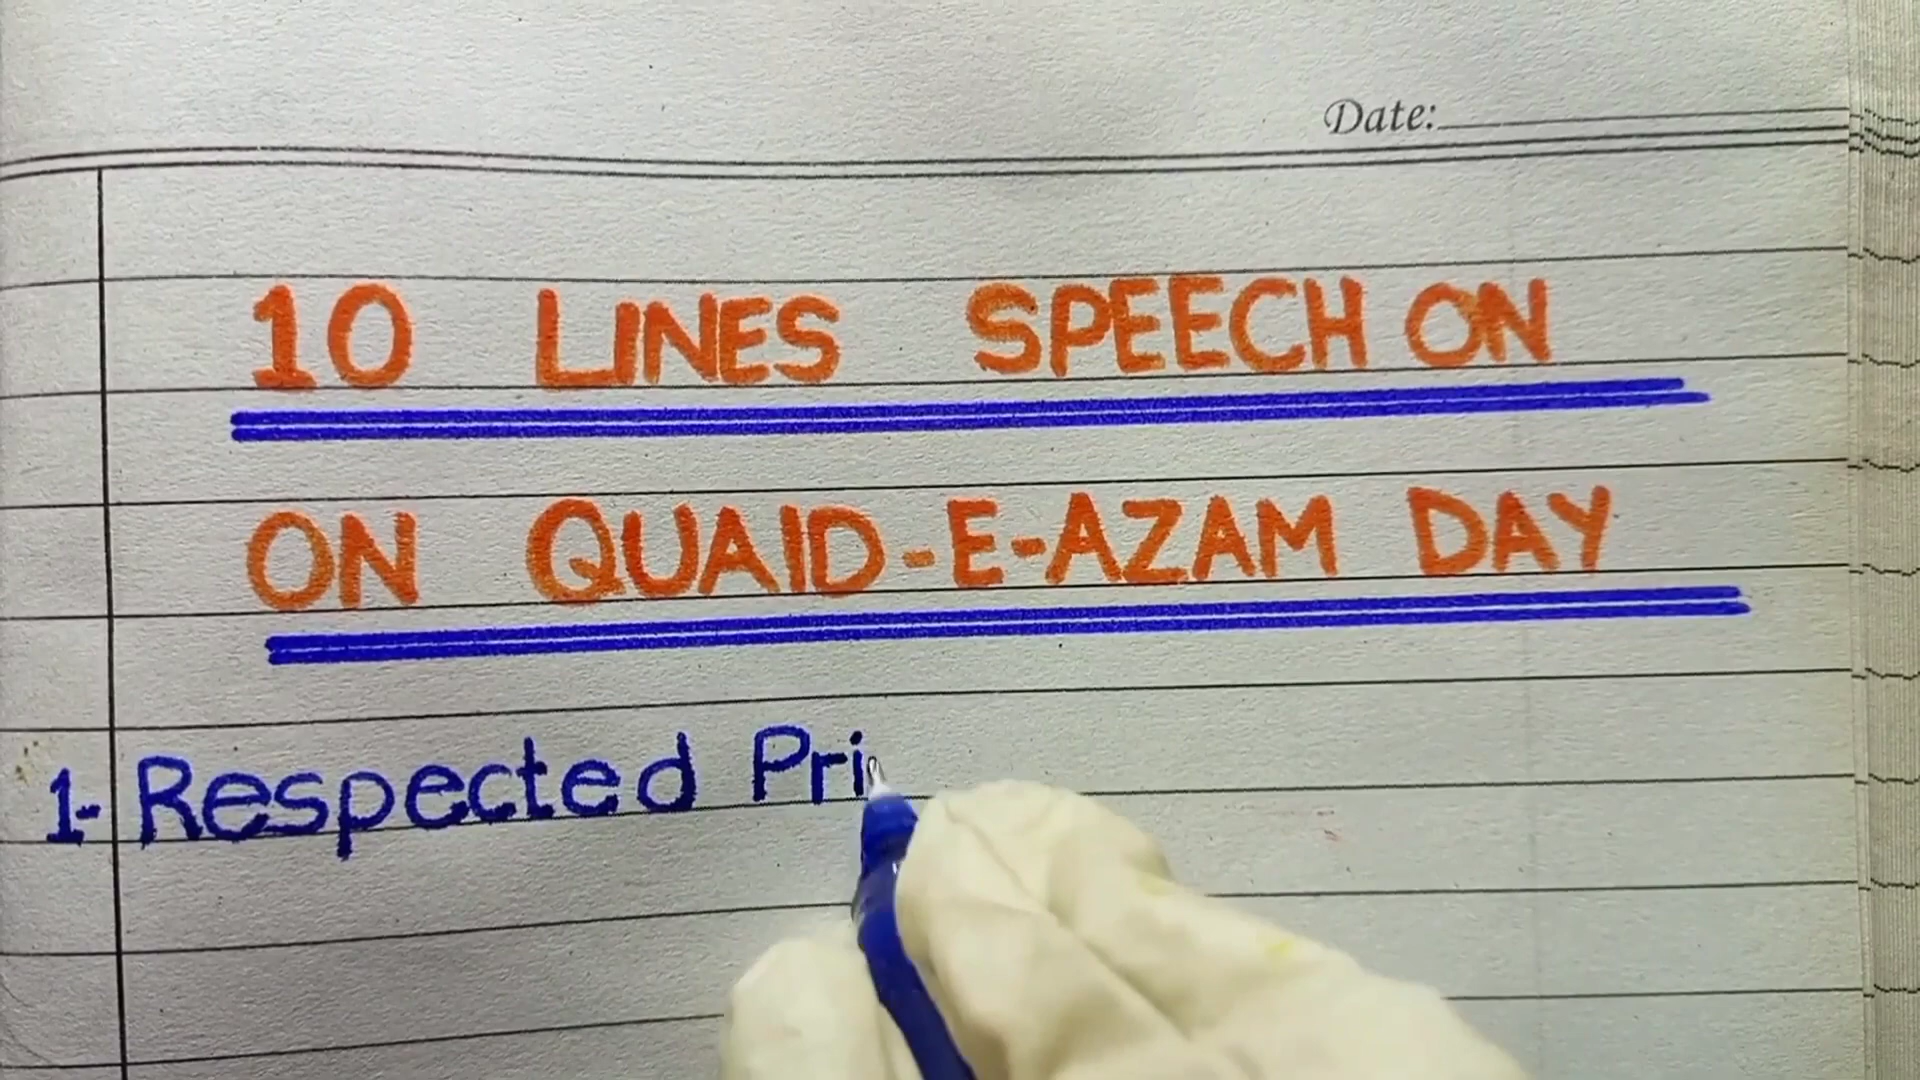 Date:
10 LINES SPEECH ON
ON QUAID-E-AZAM DAY
1- Respected Pri